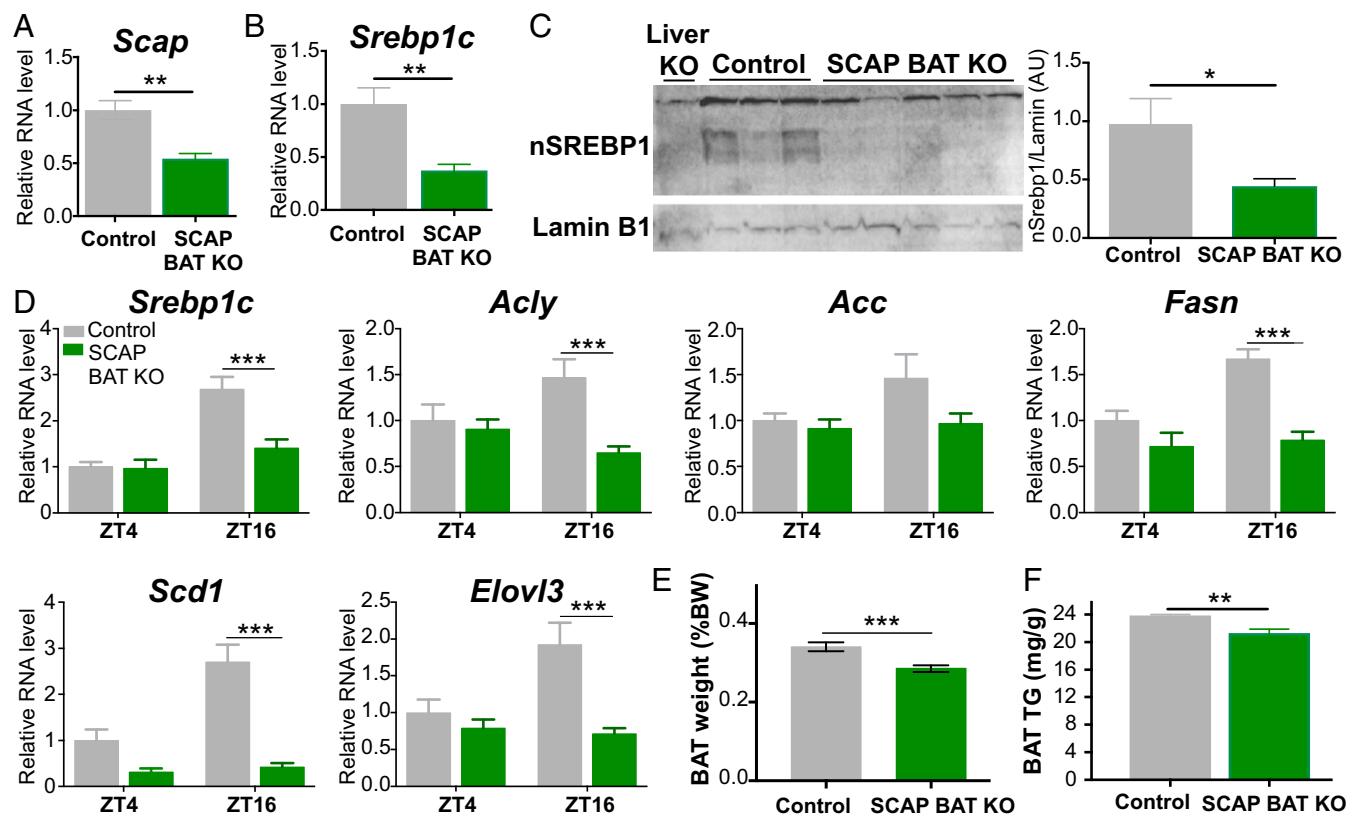 A
Scap
Relative RNA level
1.5
1.0
0.5
0.0
**
Control
SCAP
BAT KO
B
Srebp1c
Relative RNA level
1.5
1.0
0.5
0.0
**
Control
SCAP
BAT KO
C
Liver
KO
Control
SCAP BAT KO
nSREBP1
Lamin B1
nSrebp1/Lamin (AU)
1.5
1.0
0.5
0.0
*
Control
SCAP BAT KO
D
Srebp1c
Relative RNA level
4
3
2
1
0
Control
SCAP
BAT KO
***
ZT4
ZT16
Acly
Relative RNA level
2.0
1.5
1.0
0.5
0.0
***
ZT4
ZT16
Acc
Relative RNA level
2.0
1.5
1.0
0.5
0.0
ZT4
ZT16
Fasn
Relative RNA level
2.0
1.5
1.0
0.5
0.0
***
ZT4
ZT16
Scd1
Relative RNA level
4
3
2
1
0
***
ZT4
ZT16
Elovl3
Relative RNA level
2.5
2.0
1.5
1.0
0.5
0.0
***
ZT4
ZT16
E
BAT weight (%BW)
0.4
0.2
0.0
***
Control
SCAP BAT KO
F
BAT TG (mg/g)
24
20
16
12
8
4
0
**
Control
SCAP BAT KO